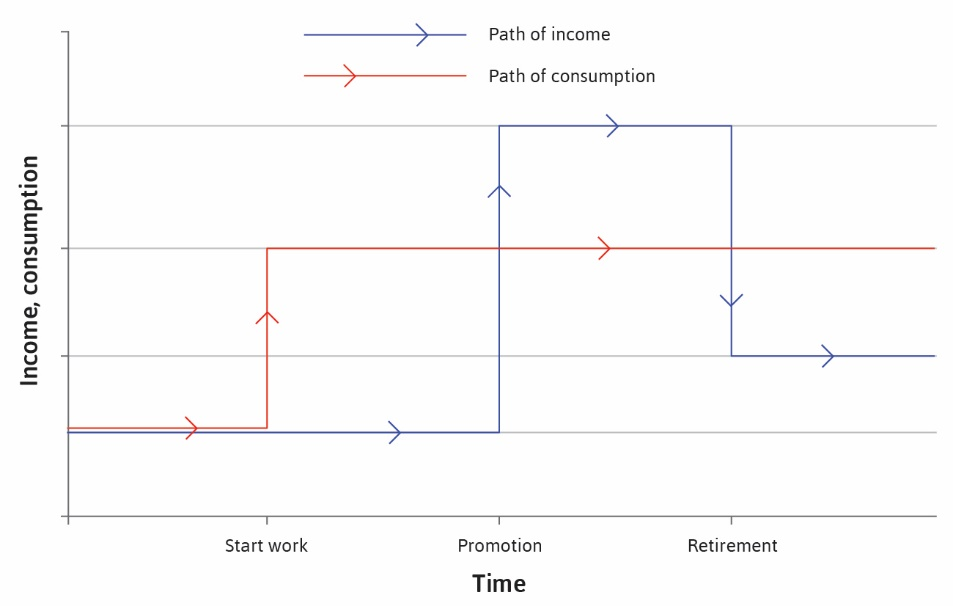 Path of income
Path of consumption
Income, consumption
Start work
Promotion
Retirement
Time